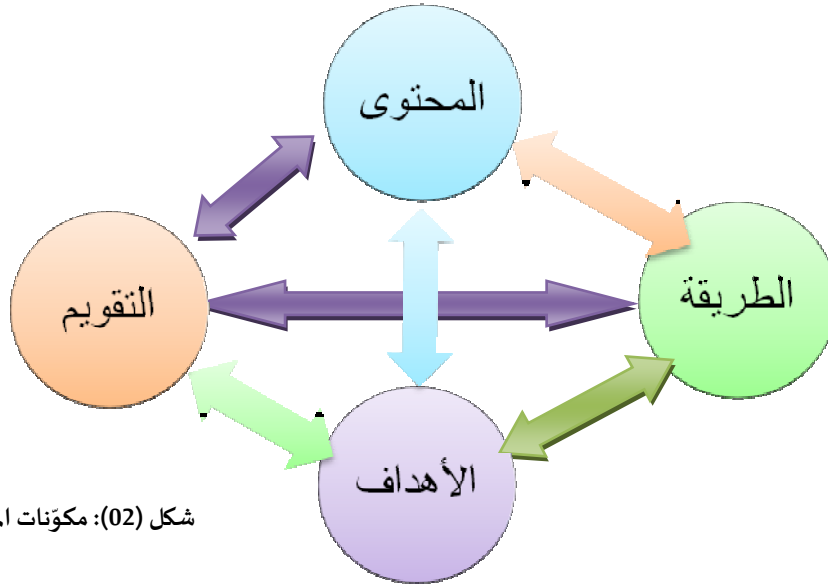 المحتوى
الطريقة
التقويم
الأهداف
شكل (02): مكوّنات